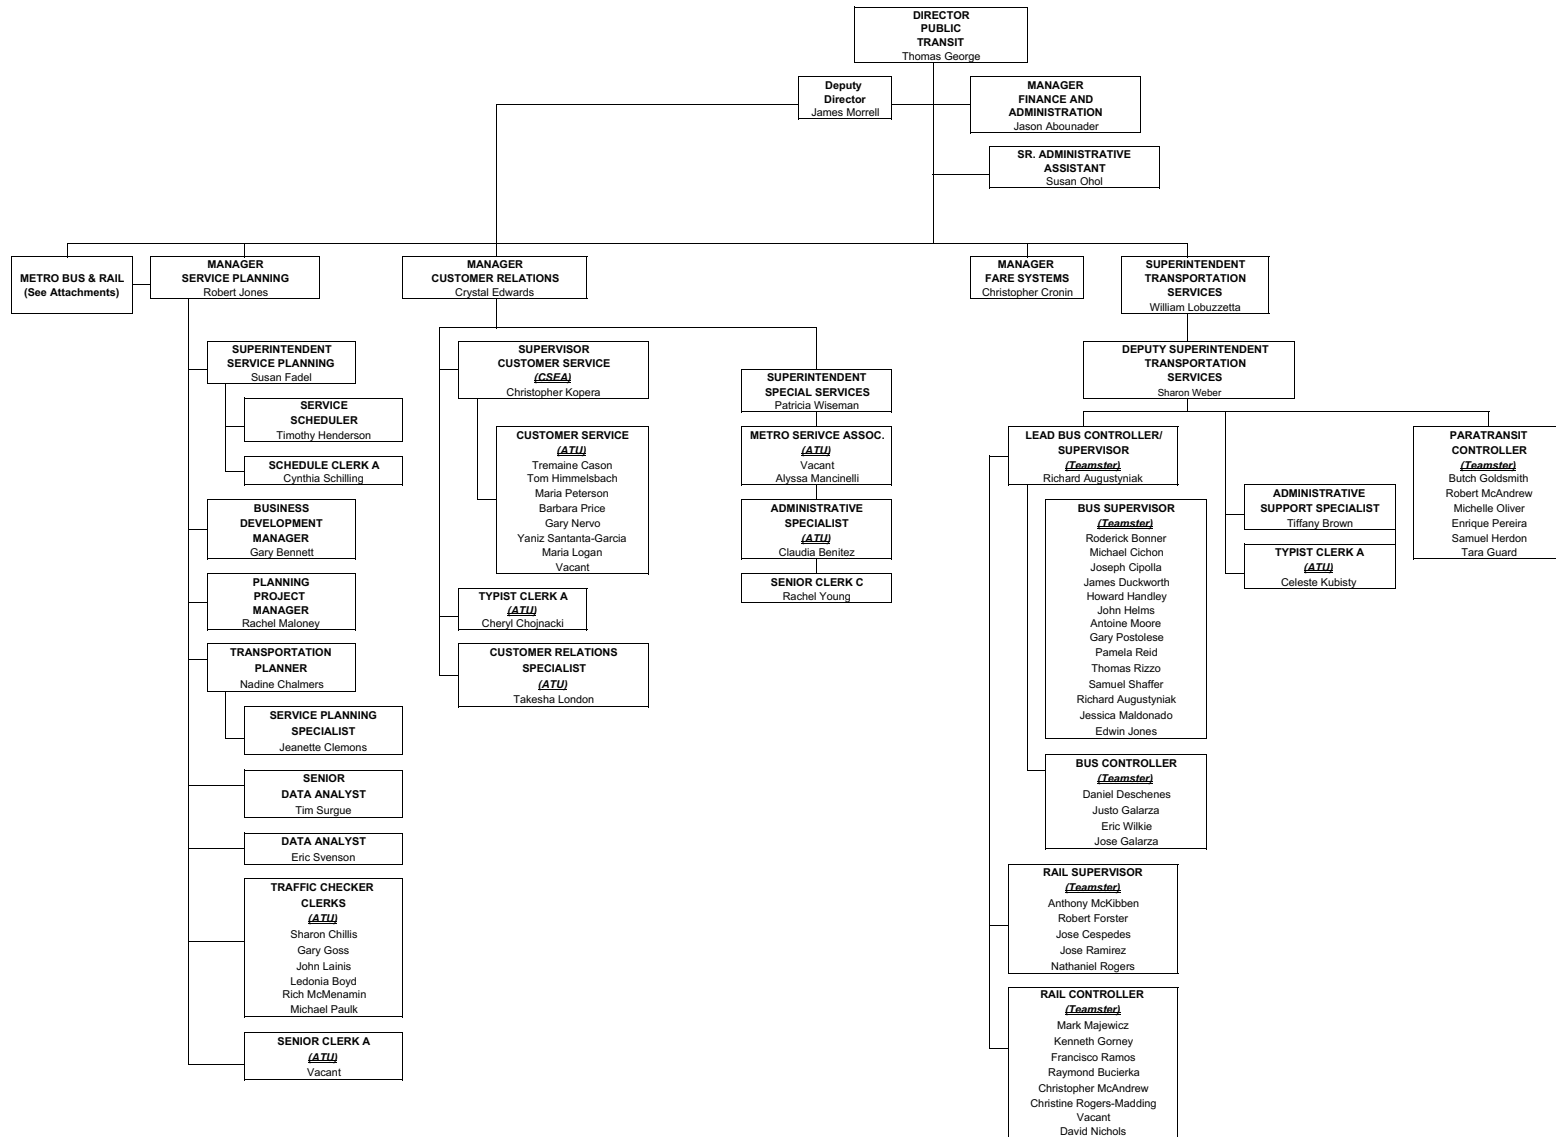 DIRECTOR
PUBLIC
TRANSIT
Thomas George
Deputy
Director
James Morrell
MANAGER
FINANCE AND
ADMINISTRATION
Jason Abounader
SR. ADMINISTRATIVE
ASSISTANT
Susan Ohol
METRO BUS & RAIL
(See Attachments)
MANAGER
SERVICE PLANNING
Robert Jones
MANAGER
CUSTOMER RELATIONS
Crystal Edwards
MANAGER
FARE SYSTEMS
Christopher Cronin
SUPERINTENDENT
TRANSPORTATION
SERVICES
William Lobuzzetta
SUPERINTENDENT
SERVICE PLANNING
Susan Fadel
SERVICE
SCHEDULER
Timothy Henderson
SCHEDULE CLERK A
Cynthia Schilling
BUSINESS
DEVELOPMENT
MANAGER
Gary Bennett
PLANNING
PROJECT
MANAGER
Rachel Maloney
TRANSPORTATION
PLANNER
Nadine Chalmers
SERVICE PLANNING
SPECIALIST
Jeanette Clemons
SENIOR
DATA ANALYST
Tim Surgue
DATA ANALYST
Eric Svenson
TRAFFIC CHECKER
CLERKS
(ATU)
Sharon Chillis
Gary Goss
John Lainis
Ledonia Boyd
Rich McMenamin
Michael Paulk
SENIOR CLERK A
(ATU)
Vacant
SUPERVISOR
CUSTOMER SERVICE
(CSEA)
Christopher Kopera
CUSTOMER SERVICE
(ATU)
Tremaine Cason
Tom Himmelsbach
Maria Peterson
Barbara Price
Gary Nervo
Yaniz Santanta-Garcia
Maria Logan
Vacant
TYPIST CLERK A
(ATU)
Cheryl Chojnacki
CUSTOMER RELATIONS
SPECIALIST
(ATU)
Takesha London
SUPERINTENDENT
SPECIAL SERVICES
Patricia Wiseman
METRO SERIVCE ASSOC.
(ATU)
Vacant
Alyssa Mancinelli
ADMINISTRATIVE
SPECIALIST
(ATU)
Claudia Benitez
SENIOR CLERK C
Rachel Young
DEPUTY SUPERINTENDENT
TRANSPORTATION
SERVICES
Sharon Weber
LEAD BUS CONTROLLER/
SUPERVISOR
(Teamster)
Richard Augustyniak
BUS SUPERVISOR
(Teamster)
Roderick Bonner
Michael Cichon
Joseph Cipolla
James Duckworth
Howard Handley
John Helms
Antoine Moore
Gary Postolese
Pamela Reid
Thomas Rizzo
Samuel Shaffer
Richard Augustyniak
Jessica Maldonado
Edwin Jones
BUS CONTROLLER
(Teamster)
Daniel Deschenes
Justo Galarza
Eric Wilkie
Jose Galarza
RAIL SUPERVISOR
(Teamster)
Anthony McKibben
Robert Forster
Jose Cespedes
Jose Ramirez
Nathaniel Rogers
RAIL CONTROLLER
(Teamster)
Mark Majewicz
Kenneth Gorney
Francisco Ramos
Raymond Bucierka
Christopher McAndrew
Christine Rogers-Madding
Vacant
David Nichols
ADMINISTRATIVE
SUPPORT SPECIALIST
Tiffany Brown
TYPIST CLERK A
(ATU)
Celeste Kubisty
PARATRANSIT
CONTROLLER
(Teamster)
Butch Goldsmith
Robert McAndrew
Michelle Oliver
Enrique Pereira
Samuel Herdon
Tara Guard